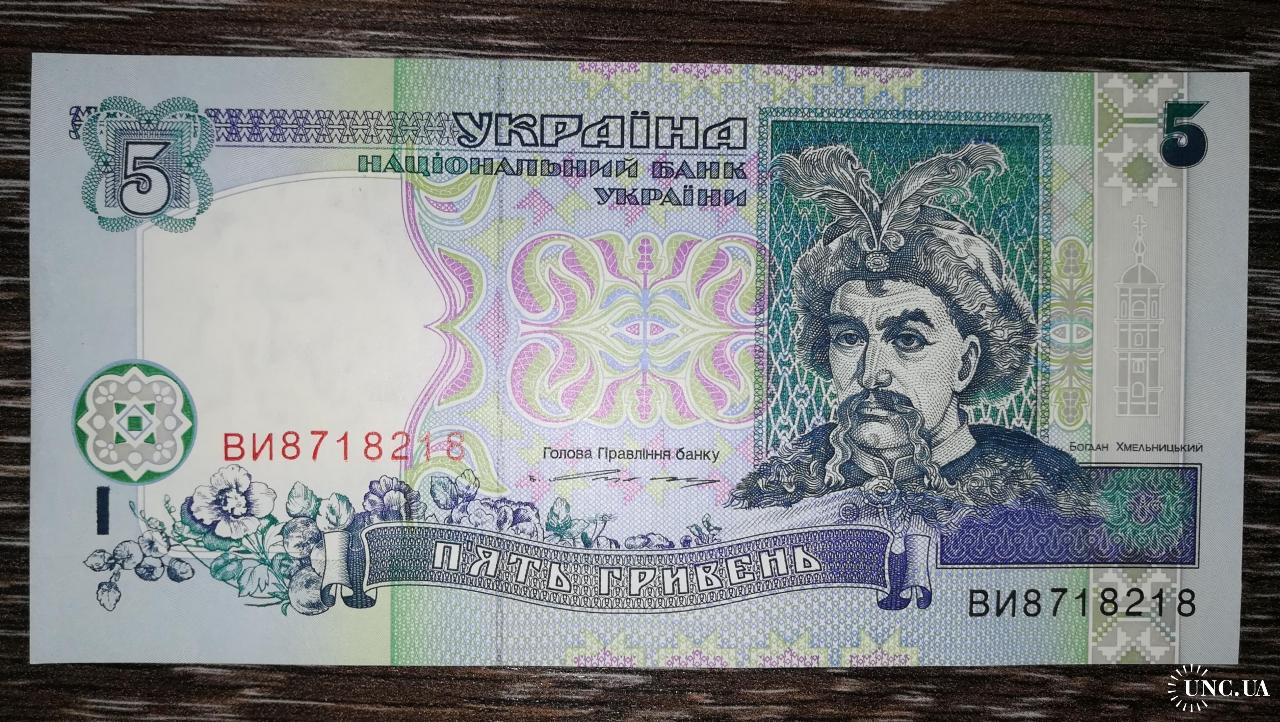 5
УКРАЇНА
НАЦІОНАЛЬНИЙ БАНК
УКРАЇНИ
5
ВИ8718218
Голова Правління банку
Богдан Хмельницький
П'ЯТЬ ГРИВЕНЬ
ВИ8718218
UNC.UA